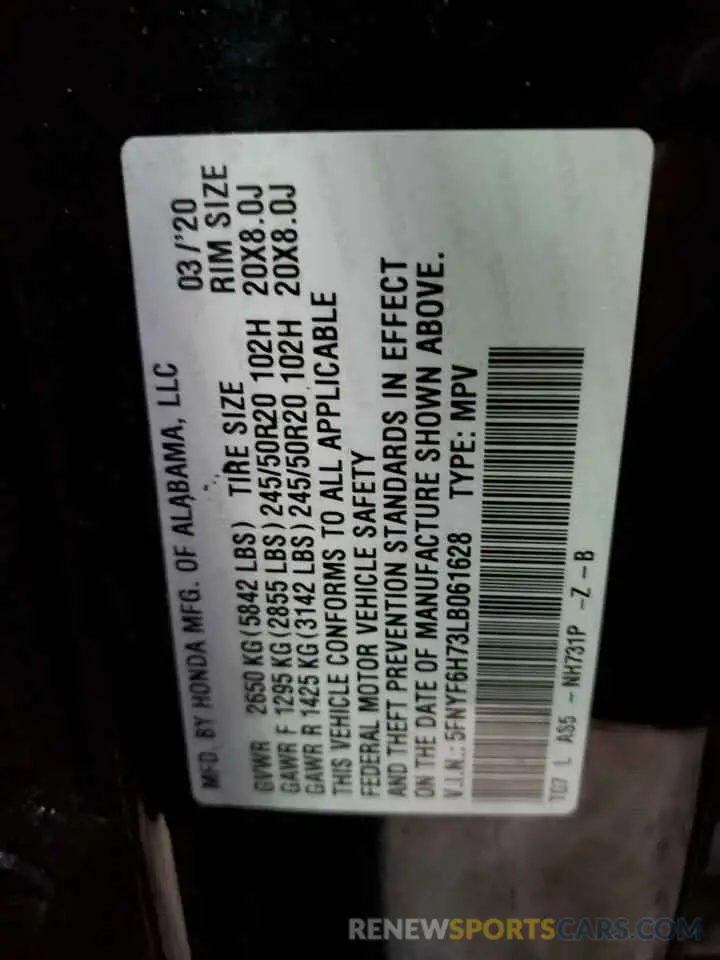 MFD. BY HONDA MFG. OF ALABAMA, LLC 03/'20
TIRE SIZE RIM SIZE
GVWR 2650 KG (5842 LBS)
GAWR F 1295 KG (2855 LBS) 245/50R20 102H 20X8.0J
GAWR R 1425 KG (3142 LBS) 245/50R20 102H 20X8.0J
THIS VEHICLE CONFORMS TO ALL APPLICABLE
FEDERAL MOTOR VEHICLE SAFETY
AND THEFT PREVENTION STANDARDS IN EFFECT
ON THE DATE OF MANUFACTURE SHOWN ABOVE.
V.I.N.: 5FNYF6H73LB061628 TYPE: MPV
TG7 L AS5 - NH731P - Z - B
RENEWSPORTSCARS.COM